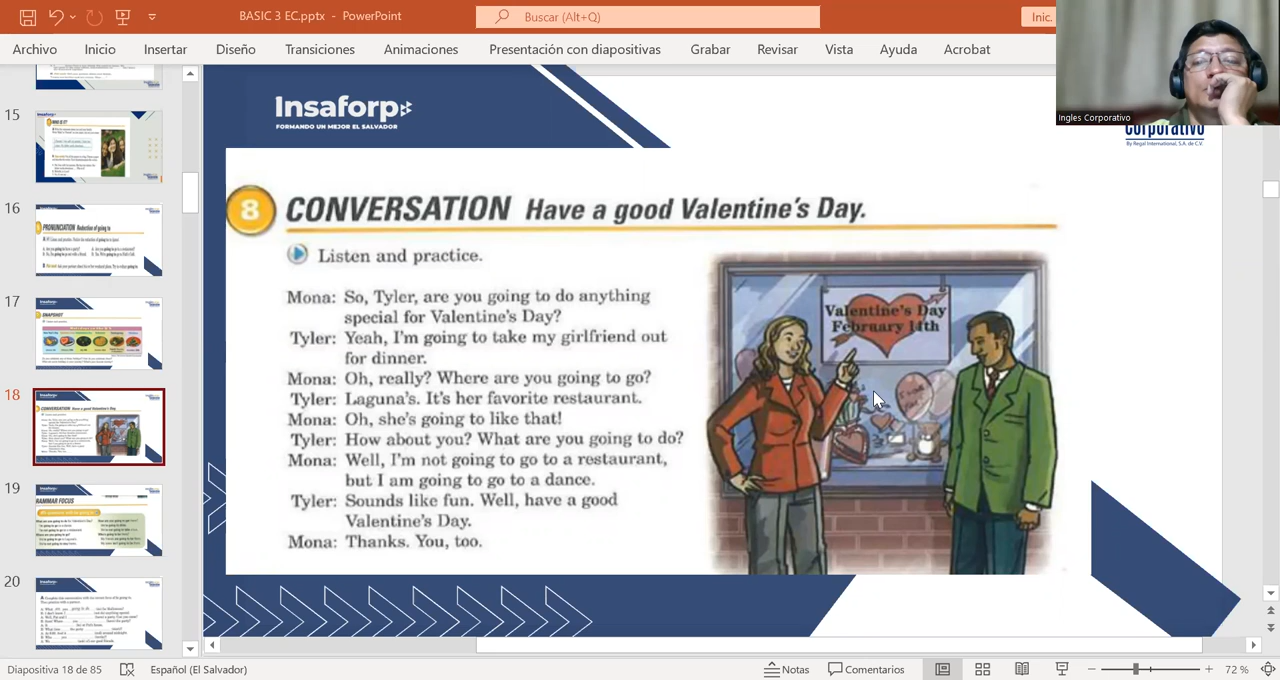 BASIC 3 EC.pptx - PowerPoint
Buscar (Alt+Q)
Inic.
Archivo Inicio Insertar Diseño Transiciones Animaciones Presentación con diapositivas Grabar Revisar Vista Ayuda Acrobat
Ingles Corporativo
Insaforp
FORMANDO UN MEJOR EL SALVADOR
Corporativo
By Regal International, S.A. de C.V.
8 CONVERSATION Have a good Valentine's Day.
Listen and practice.
Mona: So, Tyler, are you going to do anything
special for Valentine's Day?
Tyler: Yeah, I'm going to take my girlfriend out
for dinner.
Mona: Oh, really? Where are you going to go?
Tyler: Laguna's. It's her favorite restaurant.
Mona: Oh, she's going to like that!
Tyler: How about you? What are you going to do?
Mona: Well, I'm not going to go to a restaurant,
but I am going to go to a dance.
Tyler: Sounds like fun. Well, have a good
Valentine's Day.
Mona: Thanks. You, too.
Valentine's Day
February 14th
15
WHO IS IT?
16
PRONUNCIATION Reduction of going to
17
SNAPSHOT
18
CONVERSATION Have a good Valentine's Day.
19
GRAMMAR FOCUS
20
Diapositiva 18 de 85
Español (El Salvador)
Notas
Comentarios
72 %